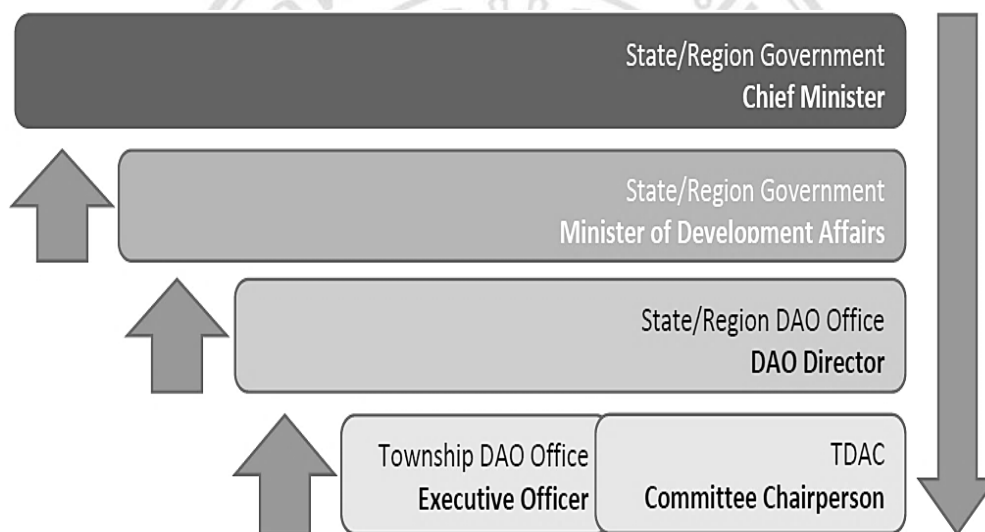 State/Region Government
Chief Minister
State/Region Government
Minister of Development Affairs
State/Region DAO Office
DAO Director
Township DAO Office
Executive Officer
TDAC
Committee Chairperson